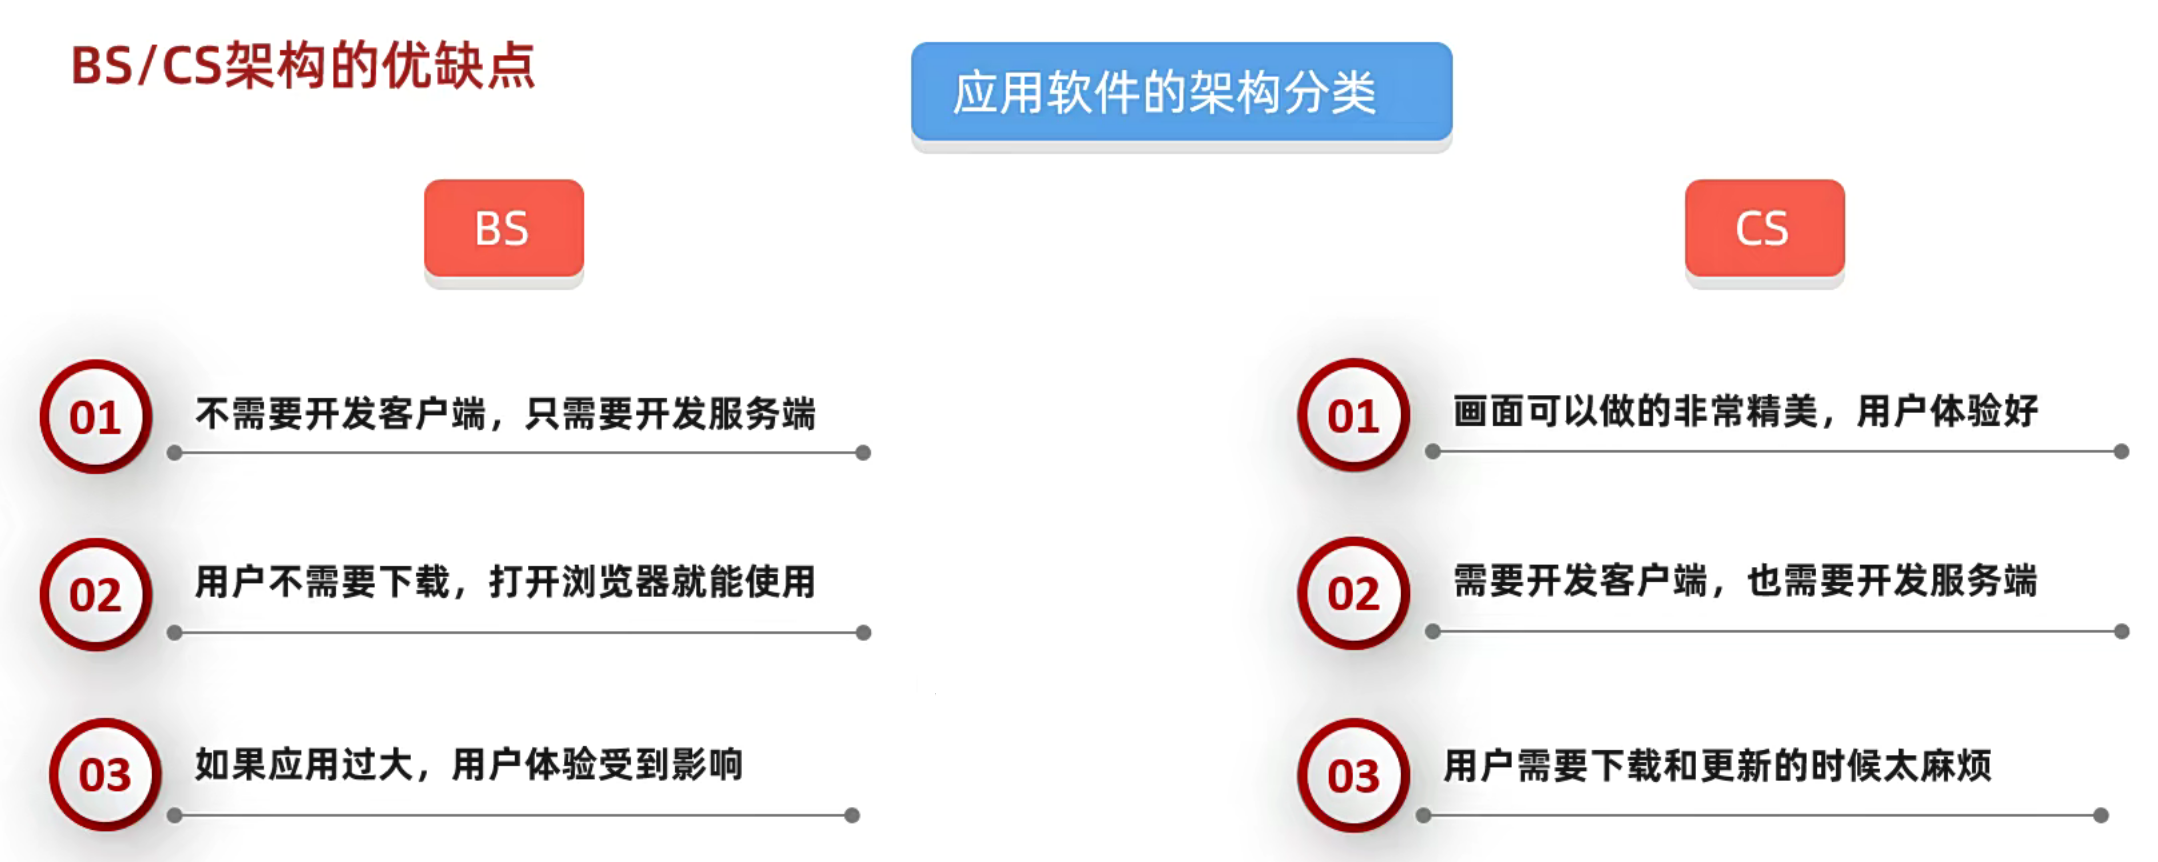 BS/CS架构的优缺点
应用软件的架构分类
BS
01
不需要开发客户端，只需要开发服务端
02
用户不需要下载，打开浏览器就能使用
03
如果应用过大，用户体验受到影响
CS
01
画面可以做的非常精美，用户体验好
02
需要开发客户端，也需要开发服务端
03
用户需要下载和更新的时候太麻烦